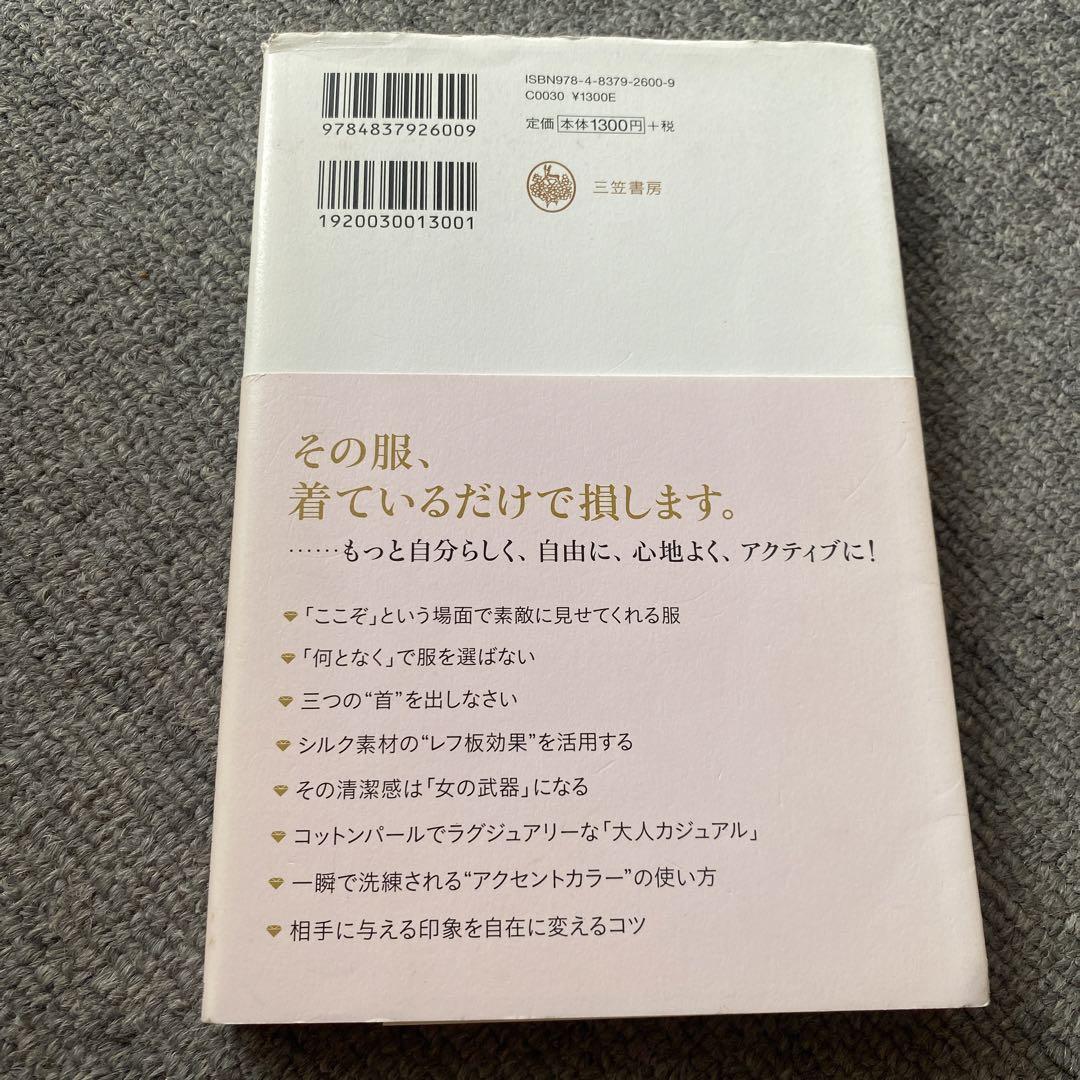 ISBN978-4-8379-2600-9
C0030 ¥1300E
定価 本体1300円+税
9784837926009
三笠書房
1920030013001
その服、
着ているだけで損します。
……もっと自分らしく、自由に、心地よく、アクティブに!
「ここぞ」という場面で素敵に見せてくれる服
「何となく」で服を選ばない
三つの“首”を出しなさい
シルク素材の“レフ板効果”を活用する
その清潔感は「女の武器」になる
コットンパールでラグジュアリーな「大人カジュアル」
一瞬で洗練される“アクセントカラー”の使い方
相手に与える印象を自在に変えるコツ